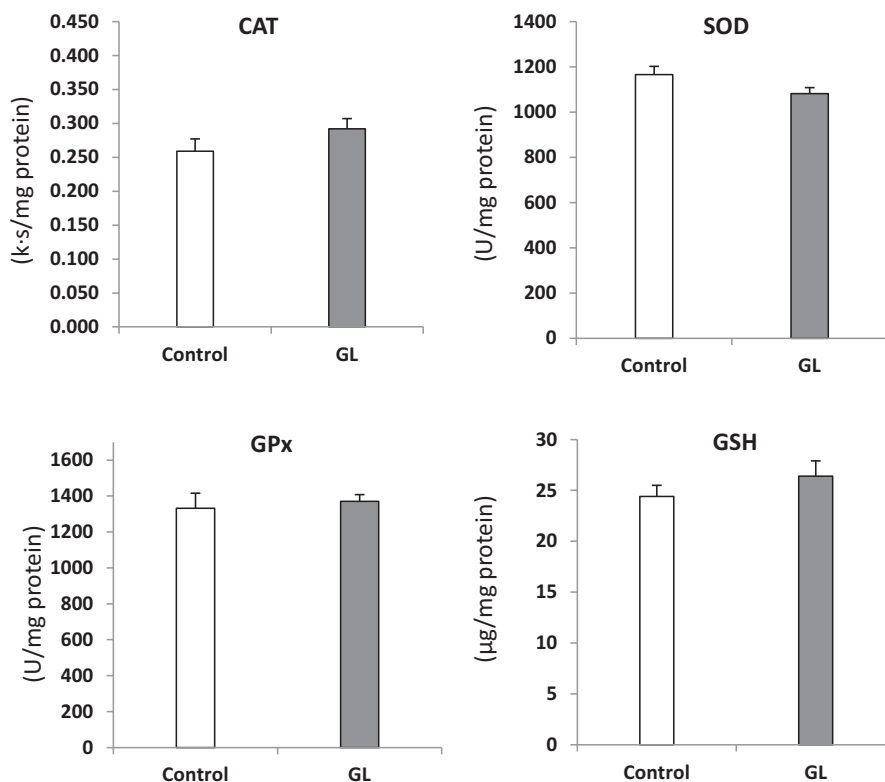 CAT
(k·s/mg protein)
0.450
0.400
0.350
0.300
0.250
0.200
0.150
0.100
0.050
0.000
Control GL
SOD
(U/mg protein)
1400
1200
1000
800
600
400
200
0
Control GL
GPx
(U/mg protein)
1600
1400
1200
1000
800
600
400
200
0
Control GL
GSH
(µg/mg protein)
30
25
20
15
10
5
0
Control GL